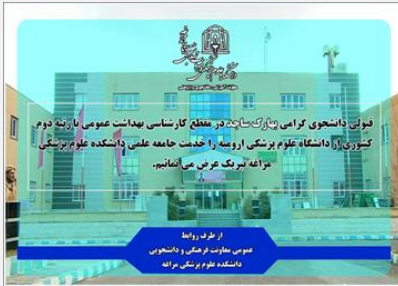 قبولی دانشجوی گرامی بهارک ساجد در مقطع کارشناسی بهداشت عمومی با رتبه دوم
کشوری از دانشگاه علوم پزشکی ارومیه را خدمت جامعه علمی دانشکده علوم پزشکی
مراغه تبریک عرض می نمائیم.
از طرف روابط
عمومی معاونت فرهنگی و دانشجویی
دانشکده علوم پزشکی مراغه